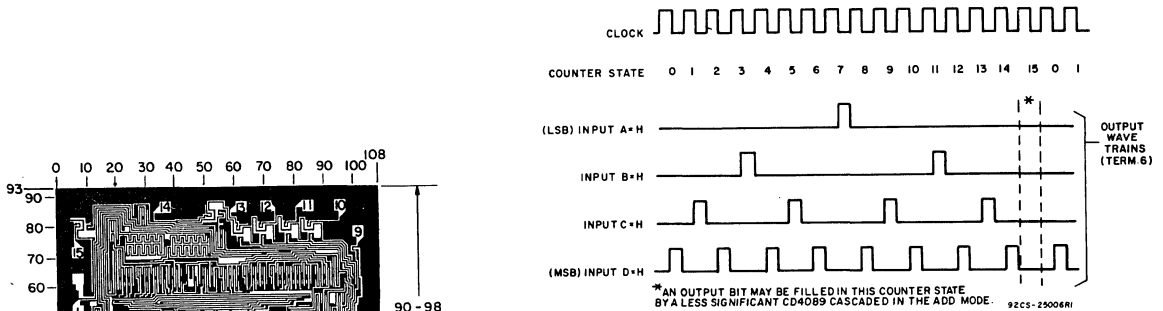 CLOCK
COUNTER STATE 0 1 2 3 4 5 6 7 8 9 10 11 12 13 14 15 0 1
*
(LSB) INPUT A=H
OUTPUT
WAVE
TRAINS
(TERM.6)
INPUT B=H
INPUT C=H
(MSB) INPUT D=H
*AN OUTPUT BIT MAY BE FILLED IN THIS COUNTER STATE
BY A LESS SIGNIFICANT CD4089 CASCADED IN THE ADD MODE.
92CS-25006R1
0 10 20 30 40 50 60 70 80 90 100 108
93
90
80
70
60
14 13 12 11 10
9
15
1
90-98